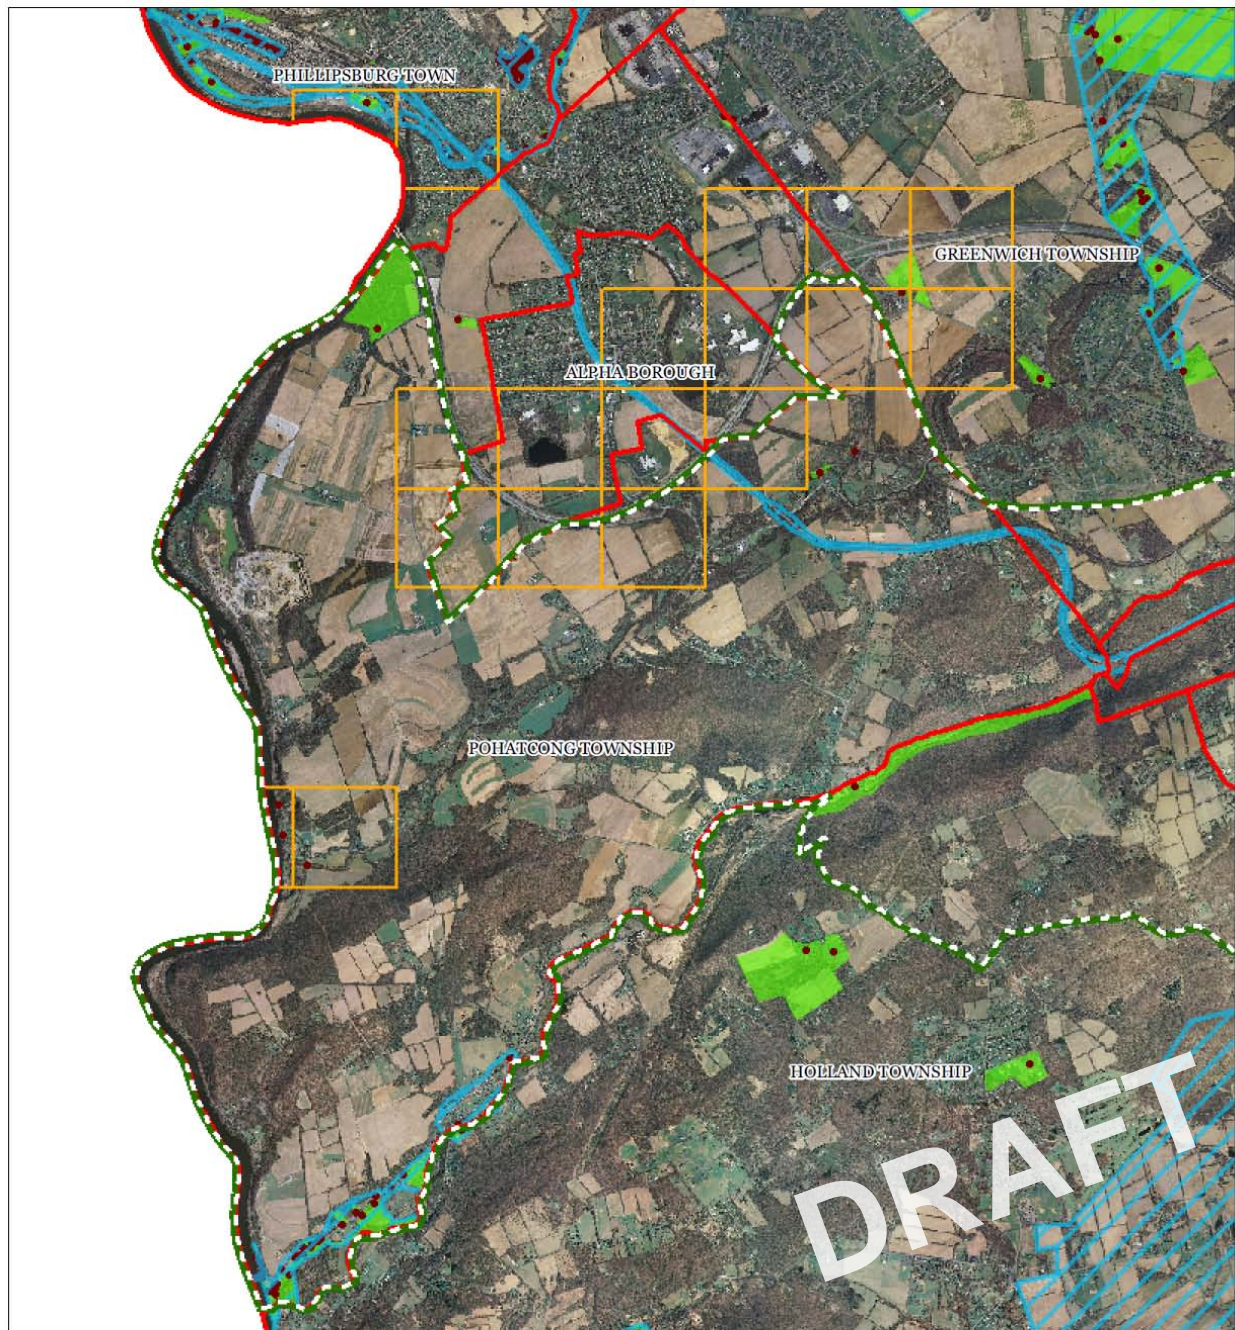 PHILLIPSBURG TOWN
GREENWICH TOWNSHIP
ALPHA BOROUGH
POHATCONG TOWNSHIP
HOLLAND TOWNSHIP
DRAFT